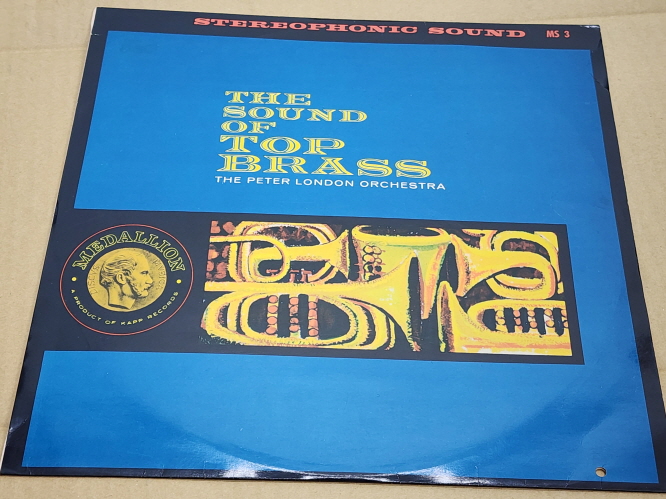 STEREOPHONIC SOUND MS 3
THE
SOUND
OF
TOP
BRASS
THE PETER LONDON ORCHESTRA
MEDALLION
A PRODUCT OF KAPP RECORDS